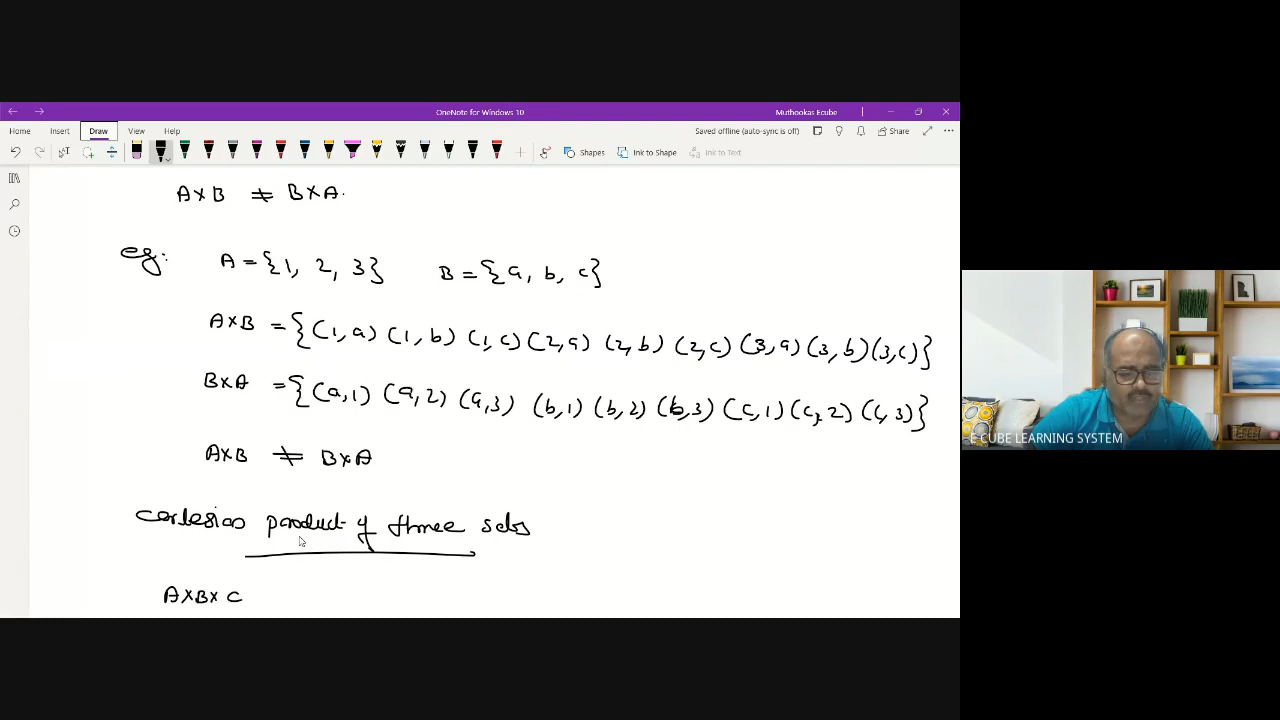 OneNote for Windows 10
Muthookas Ecube
Home Insert Draw View Help
Saved offline (auto-sync is off)
Share
Shapes
Ink to Shape
Ink to Text
A×B ≠ B×A.
eg: A = {1, 2, 3} B = {a, b, c}
A×B = {(1, a) (1, b) (1, c) (2, a) (2, b) (2, c) (3, a) (3, b) (3, c)}
B×A = {(a, 1) (a, 2) (a, 3) (b, 1) (b, 2) (b, 3) (c, 1) (c, 2) (c, 3)}
A×B ≠ B×A
cartesian product of three sets
A×B×C
E CUBE LEARNING SYSTEM